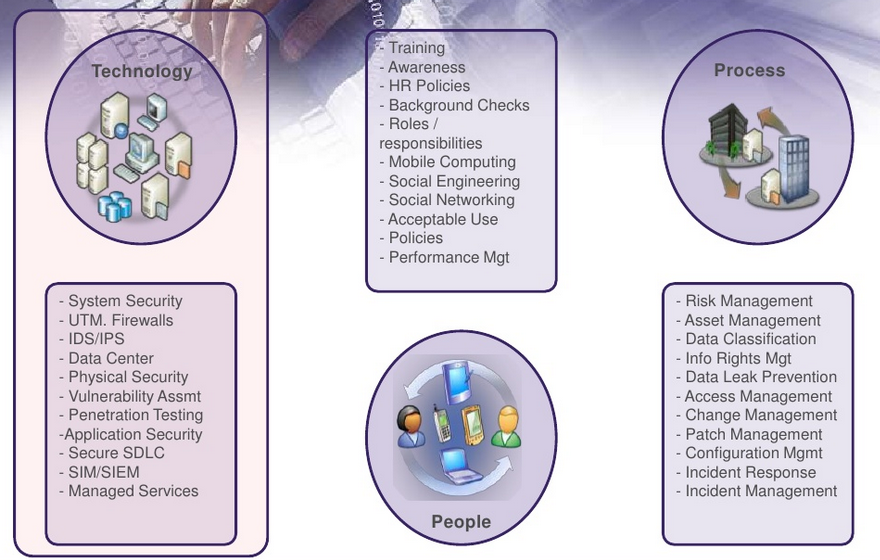 Technology
- System Security
- UTM. Firewalls
- IDS/IPS
- Data Center
- Physical Security
- Vulnerability Assmt
- Penetration Testing
-Application Security
- Secure SDLC
- SIM/SIEM
- Managed Services
- Training
- Awareness
- HR Policies
- Background Checks
- Roles /
responsibilities
- Mobile Computing
- Social Engineering
- Social Networking
- Acceptable Use
- Policies
- Performance Mgt
People
Process
- Risk Management
- Asset Management
- Data Classification
- Info Rights Mgt
- Data Leak Prevention
- Access Management
- Change Management
- Patch Management
- Configuration Mgmt
- Incident Response
- Incident Management